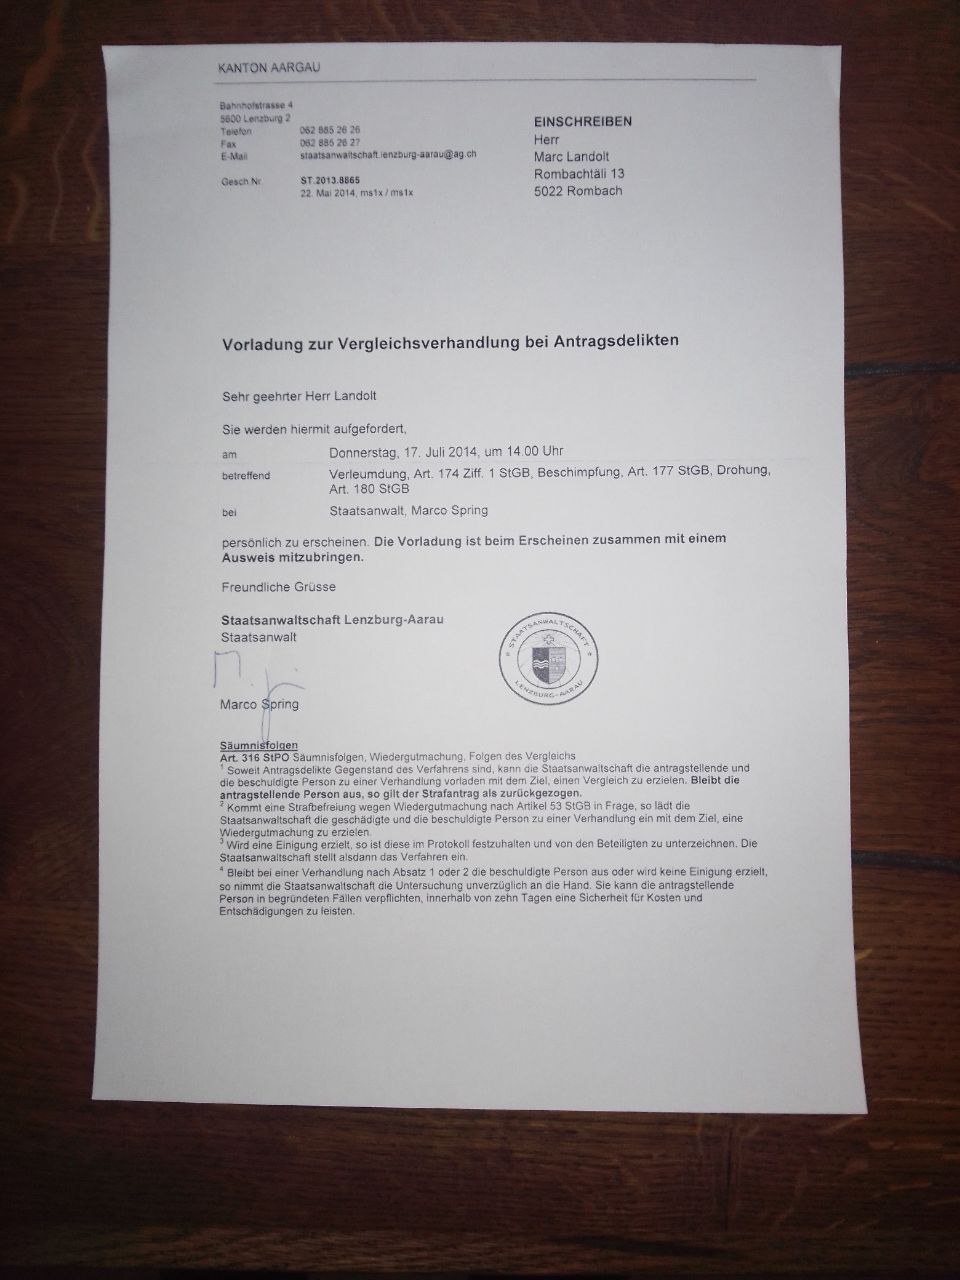 KANTON AARGAU
Bahnhofstrasse 4
5600 Lenzburg 2
Telefon 062 885 26 26
Fax 062 885 26 27
E-Mail staatsanwaltschaft.lenzburg-aarau@ag.ch
Gesch Nr. ST.2013.8865
22. Mai 2014, ms1x / ms1x
EINSCHREIBEN
Herr
Marc Landolt
Rombachtäli 13
5022 Rombach
Vorladung zur Vergleichsverhandlung bei Antragsdelikten
Sehr geehrter Herr Landolt
Sie werden hiermit aufgefordert,
am Donnerstag, 17. Juli 2014, um 14.00 Uhr
betreffend Verleumdung, Art. 174 Ziff. 1 StGB, Beschimpfung, Art. 177 StGB, Drohung,
Art. 180 StGB
bei Staatsanwalt, Marco Spring
persönlich zu erscheinen. Die Vorladung ist beim Erscheinen zusammen mit einem
Ausweis mitzubringen.
Freundliche Grüsse
Staatsanwaltschaft Lenzburg-Aarau
Staatsanwalt
Marco Spring
* STAATSANWALTSCHAFT *
LENZBURG-AARAU
Säumnisfolgen
Art. 316 StPO Säumnisfolgen, Wiedergutmachung, Folgen des Vergleichs
1 Soweit Antragsdelikte Gegenstand des Verfahrens sind, kann die Staatsanwaltschaft die antragstellende und
die beschuldigte Person zu einer Verhandlung vorladen mit dem Ziel, einen Vergleich zu erzielen. Bleibt die
antragstellende Person aus, so gilt der Strafantrag als zurückgezogen.
2 Kommt eine Strafbefreiung wegen Wiedergutmachung nach Artikel 53 StGB in Frage, so lädt die
Staatsanwaltschaft die geschädigte und die beschuldigte Person zu einer Verhandlung ein mit dem Ziel, eine
Wiedergutmachung zu erzielen.
3 Wird eine Einigung erzielt, so ist diese im Protokoll festzuhalten und von den Beteiligten zu unterzeichnen. Die
Staatsanwaltschaft stellt alsdann das Verfahren ein.
4 Bleibt bei einer Verhandlung nach Absatz 1 oder 2 die beschuldigte Person aus oder wird keine Einigung erzielt,
so nimmt die Staatsanwaltschaft die Untersuchung unverzüglich an die Hand. Sie kann die antragstellende
Person in begründeten Fällen verpflichten, innerhalb von zehn Tagen eine Sicherheit für Kosten und
Entschädigungen zu leisten.